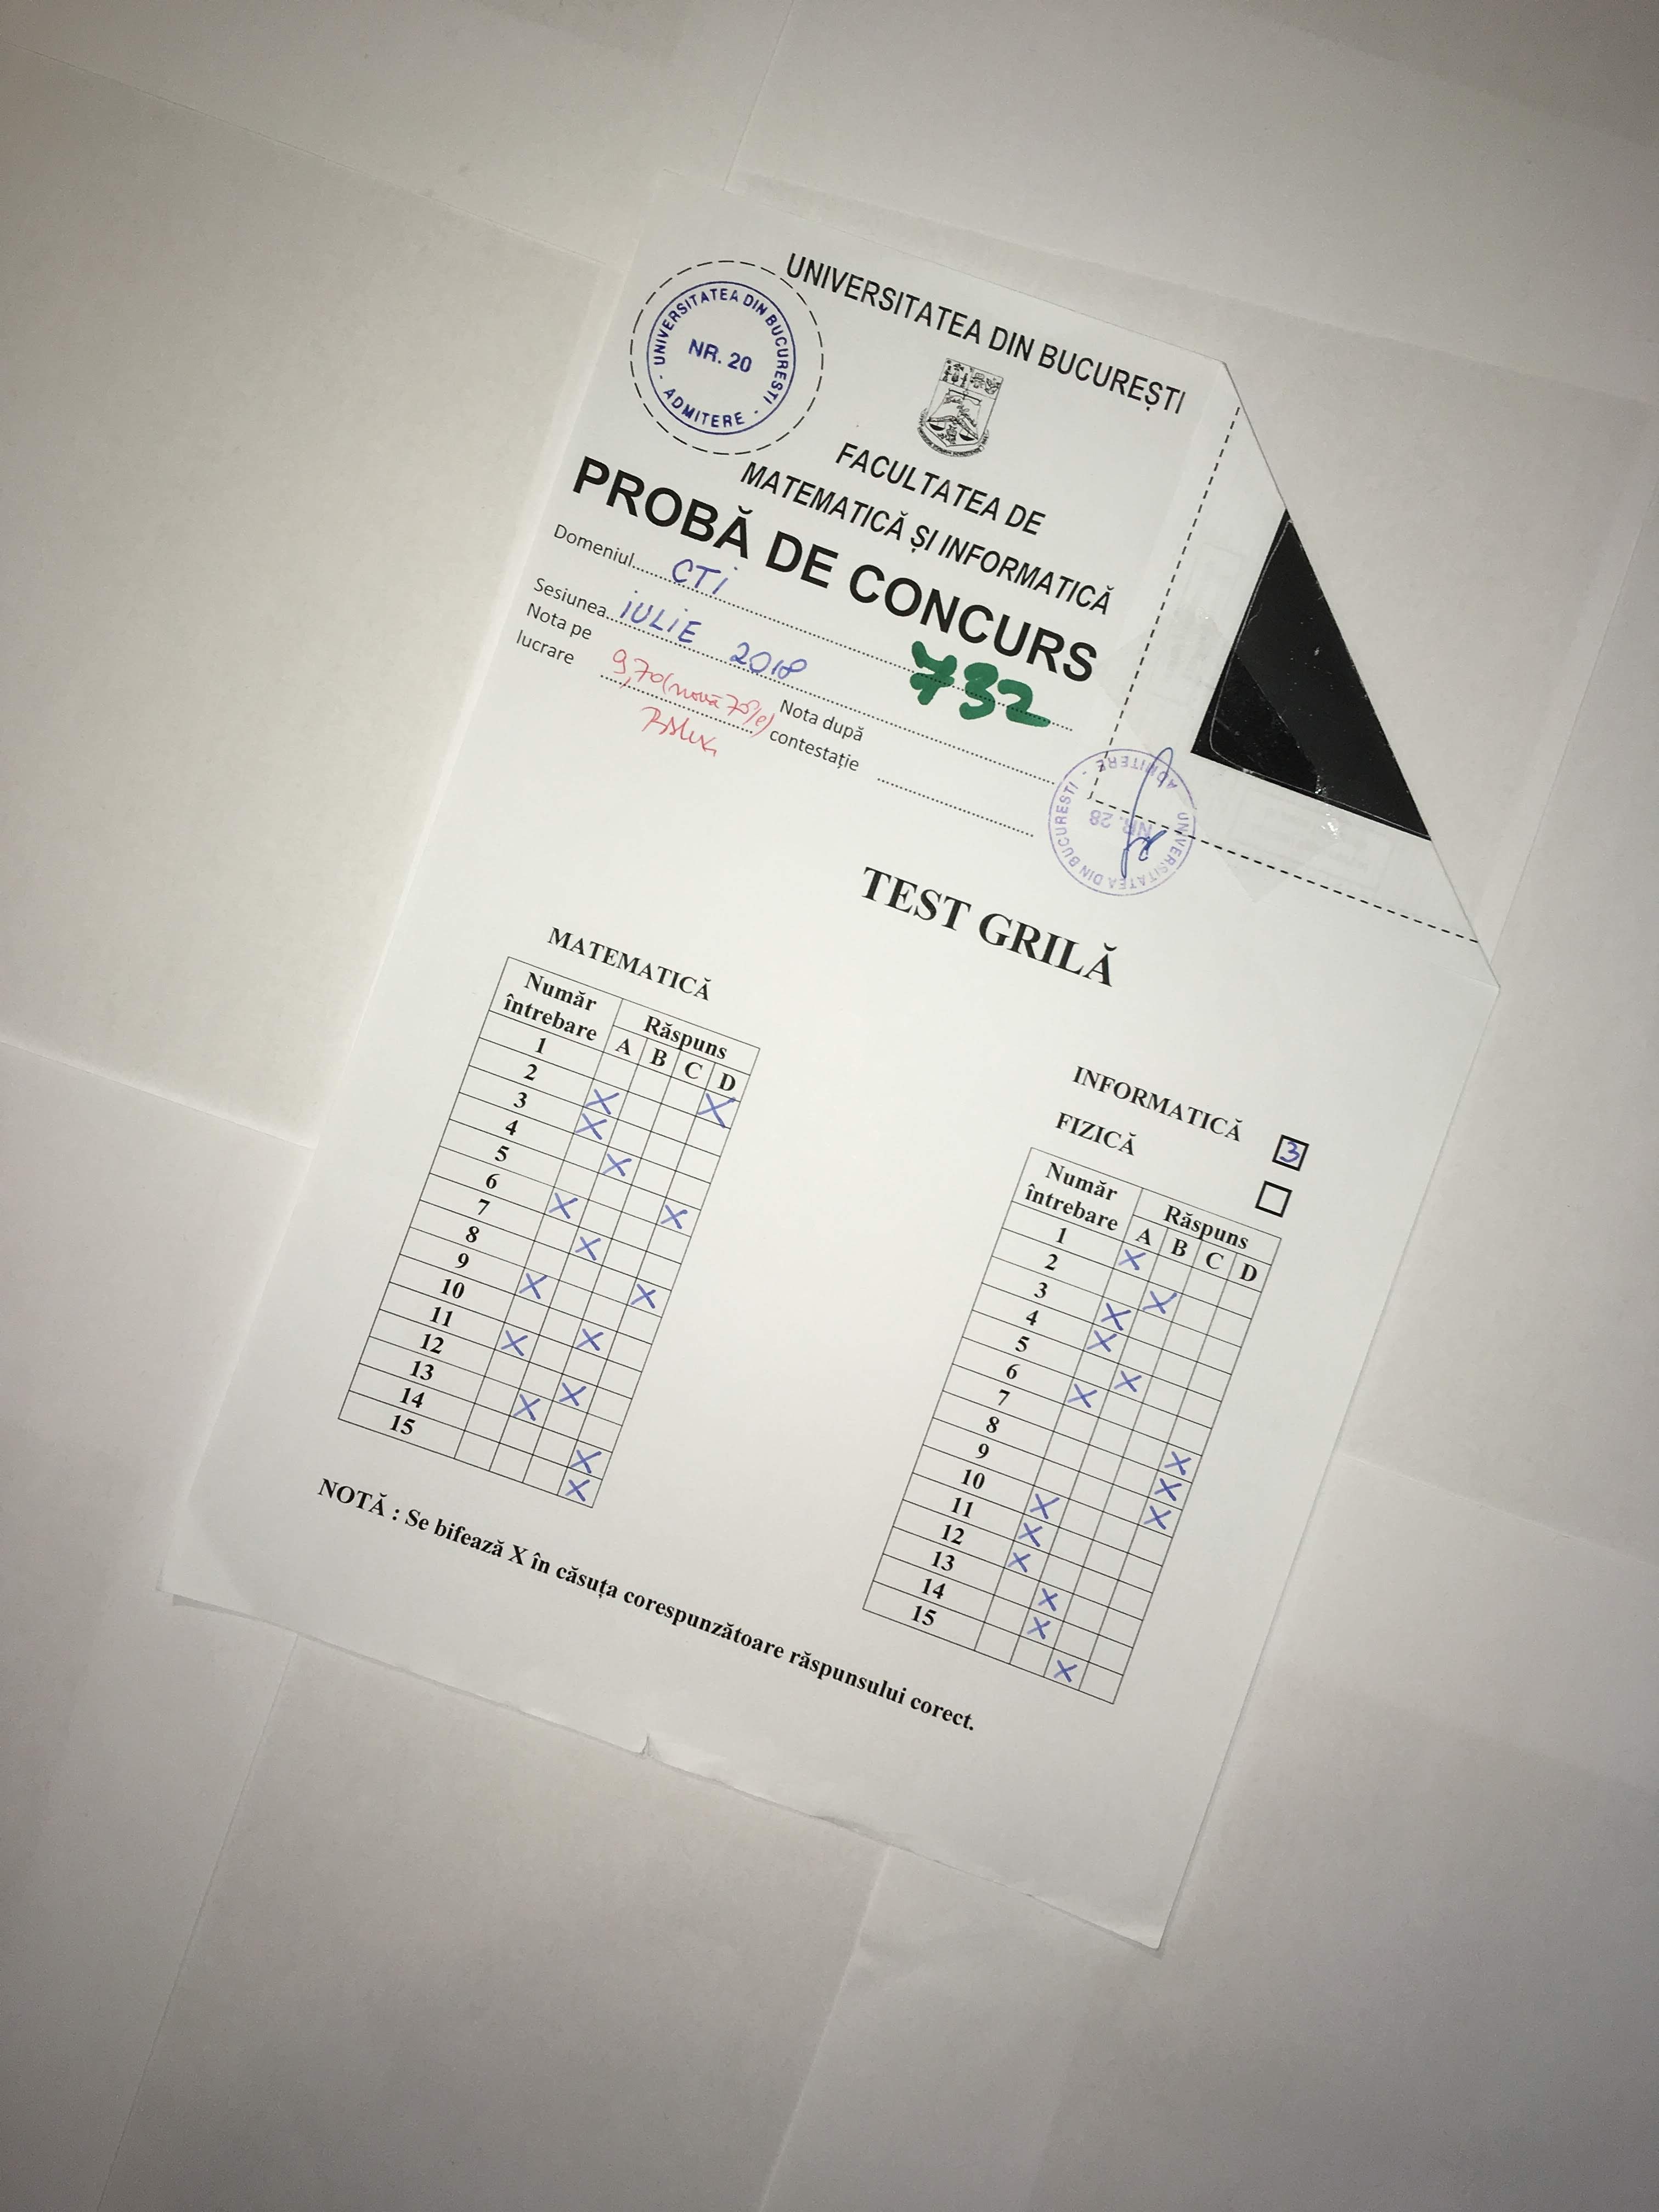 UNIVERSITATEA DIN BUCUREȘTI
UNIVERSITATEA DIN BUCURESTI - ADMITERE -
NR. 20
FACULTATEA DE
MATEMATICĂ ȘI INFORMATICĂ
PROBĂ DE CONCURS
Domeniul CTI
732
Sesiunea IULIE 2018
Nota pe lucrare 9,70 (nouă 70%)
Nota după contestație
UNIVERSITATEA DIN BUCURESTI - ADMITERE -
NR. 28
TEST GRILĂ
MATEMATICĂ
Număr întrebare Răspuns
A B C D
1 X
2 X
3 X
4 X
5 X
6 X
7 X
8 X
9 X
10 X
11 X
12 X
13 X
14 X
15 X
INFORMATICĂ 3
FIZICĂ
Număr întrebare Răspuns
A B C D
1 X
2 X
3 X
4 X
5 X
6 X
7 X
8 X
9 X
10 X
11 X
12 X
13 X
14 X
15 X
NOTĂ : Se bifează X în căsuța corespunzătoare răspunsului corect.